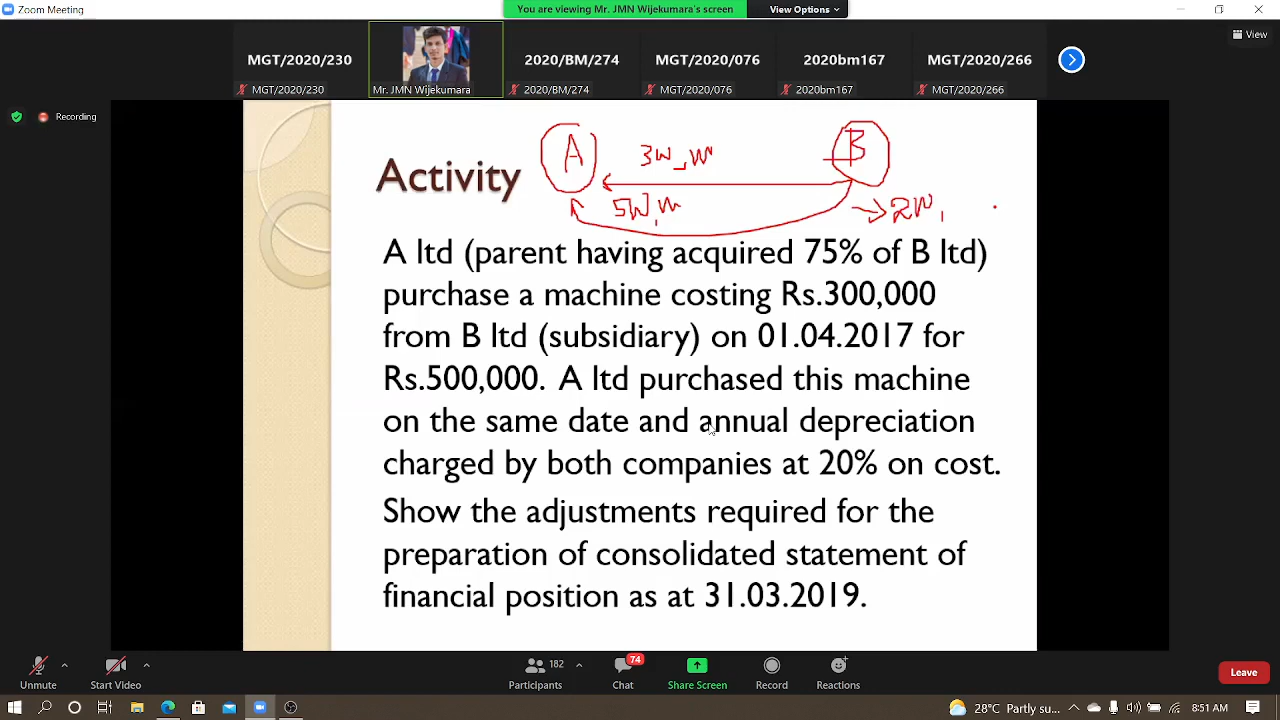 Zoom Meeting
You are viewing Mr. JMN Wijekumara's screen
View Options
MGT/2020/230
2020/BM/274
MGT/2020/076
2020bm167
MGT/2020/266
View
MGT/2020/230
Mr. JMN Wijekumara
2020/BM/274
MGT/2020/076
2020bm167
MGT/2020/266
Recording
A
B
Activity
A ltd (parent having acquired 75% of B ltd)
purchase a machine costing Rs.300,000
from B ltd (subsidiary) on 01.04.2017 for
Rs.500,000. A ltd purchased this machine
on the same date and annual depreciation
charged by both companies at 20% on cost.
Show the adjustments required for the
preparation of consolidated statement of
financial position as at 31.03.2019.
Unmute
Start Video
182
Participants
74
Chat
Share Screen
Record
Reactions
Leave
28°C Partly su...
8:51 AM